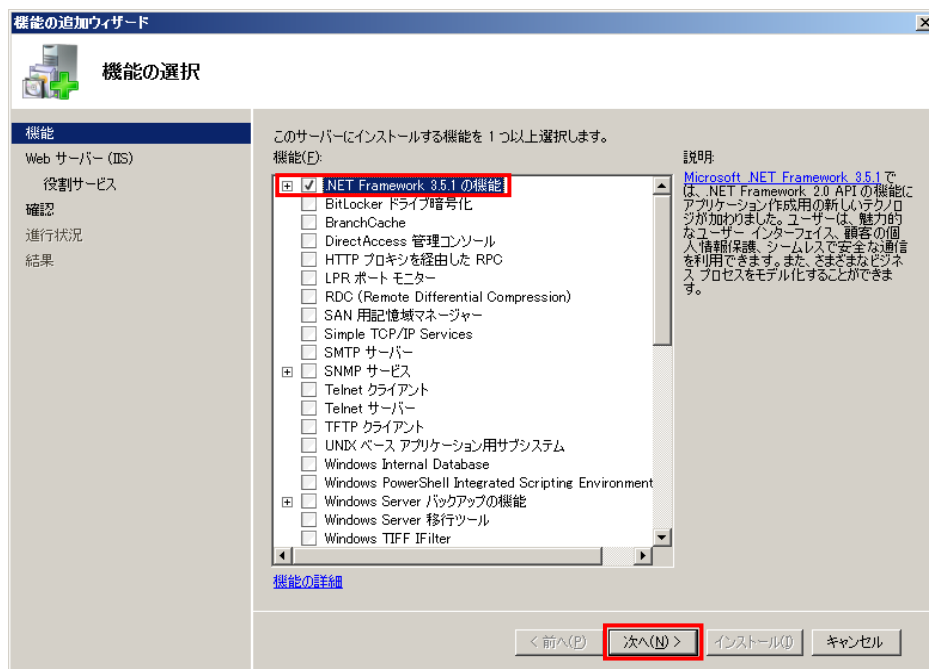 機能の追加ウィザード
機能の選択
機能
Web サーバー (IIS)
役割サービス
確認
進行状況
結果
このサーバーにインストールする機能を 1 つ以上選択します。
機能(F):
.NET Framework 3.5.1 の機能
BitLocker ドライブ暗号化
BranchCache
DirectAccess 管理コンソール
HTTP プロキシを経由した RPC
LPR ポート モニター
RDC (Remote Differential Compression)
SAN 用記憶域マネージャー
Simple TCP/IP Services
SMTP サーバー
SNMP サービス
Telnet クライアント
Telnet サーバー
TFTP クライアント
UNIX ベース アプリケーション用サブシステム
Windows Internal Database
Windows PowerShell Integrated Scripting Environment
Windows Server バックアップの機能
Windows Server 移行ツール
Windows TIFF IFilter
機能の詳細
説明:
Microsoft .NET Framework 3.5.1 で
は、.NET Framework 2.0 API の機能に
アプリケーション作成用の新しいテクノロ
ジが加わりました。ユーザーは、魅力的
なユーザー インターフェイス、顧客の個
人情報保護、シームレスで安全な通信
を利用できます。また、さまざまなビジネ
ス プロセスをモデル化することができま
す。
< 前へ(P)
次へ(N) >
インストール(I)
キャンセル